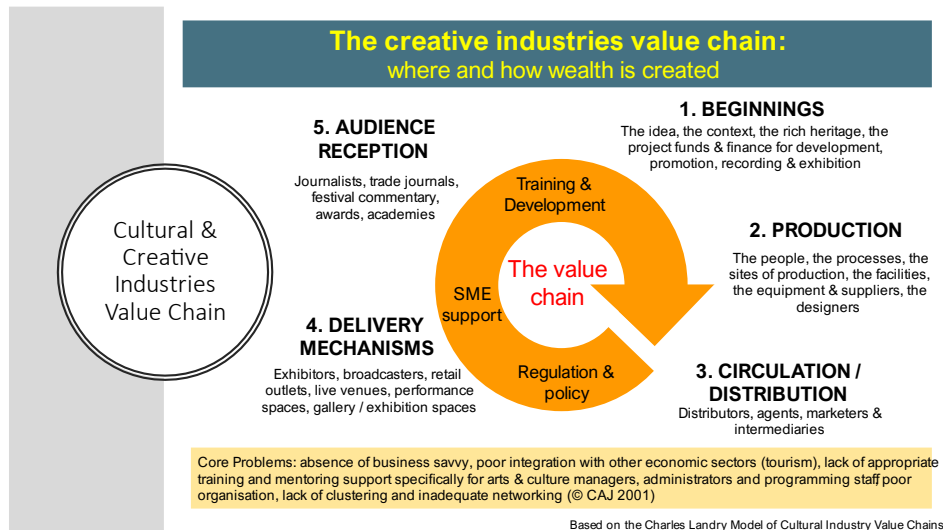 The creative industries value chain:
where and how wealth is created
Cultural &
Creative
Industries
Value Chain
1. BEGINNINGS
The idea, the context, the rich heritage, the
project funds & finance for development,
promotion, recording & exhibition
2. PRODUCTION
The people, the processes, the
sites of production, the facilities,
the equipment & suppliers, the
designers
3. CIRCULATION /
DISTRIBUTION
Distributors, agents, marketers &
intermediaries
4. DELIVERY
MECHANISMS
Exhibitors, broadcasters, retail
outlets, live venues, performance
spaces, gallery / exhibition spaces
5. AUDIENCE
RECEPTION
Journalists, trade journals,
festival commentary,
awards, academies
Training &
Development
The value
chain
SME
support
Regulation &
policy
Core Problems: absence of business savvy, poor integration with other economic sectors (tourism), lack of appropriate
training and mentoring support specifically for arts & culture managers, administrators and programming staff, poor
organisation, lack of clustering and inadequate networking (© CAJ 2001)
Based on the Charles Landry Model of Cultural Industry Value Chains